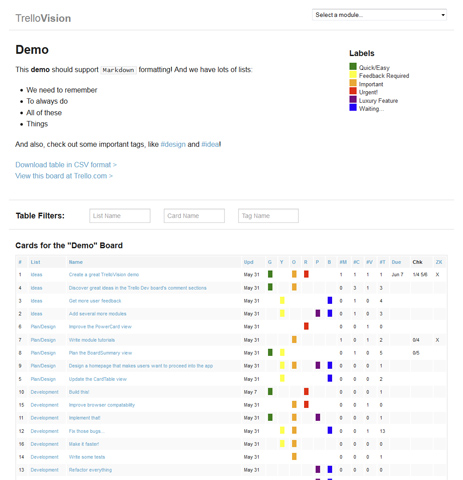 TrelloVision
Select a module...
Demo
This demo should support Markdown formatting! And we have lots of lists:
We need to remember
To always do
All of these
Things
And also, check out some important tags, like #design and #idea!
Download table in CSV format >
View this board at Trello.com >
Labels
Quick/Easy
Feedback Required
Important
Urgent!
Luxury Feature
Waiting...
Table Filters:
List Name
Card Name
Tag Name
Cards for the "Demo" Board
# List Name Upd G Y O R P B #M #C #V #T Due Chk ZK
1 Ideas Create a great TrelloVision demo May 31 1 1 1 1 Jun 7 1/4 5/6 X
4 Ideas Discover great ideas in the Trello Dev board's comment sections May 31 0 3 1 3
3 Ideas Get more user feedback May 31 0 1 0 4
2 Ideas Add several more modules May 31 0 1 0 3
6 Plan/Design Improve the PowerCard view May 31 0 0 1 0
7 Plan/Design Write module tutorials May 31 1 0 1 2 0/4 X
8 Plan/Design Plan the BoardSummary view May 31 0 1 0 5 0/5
9 Plan/Design Design a homepage that makes users want to proceed into the app May 31 0 0 0 1
5 Plan/Design Update the CardTable view May 31 0 0 0 2
10 Development Build this! May 7 0 0 0 1
15 Development Improve browser compatability May 31 0 0 1 0
11 Development Implement that! May 31 0 0 0 1
12 Development Fix those bugs... May 31 0 0 1 13
16 Development Make it faster! May 31 0 0 0 0
14 Development Write some tests May 31 0 0 0 1
13 Development Refactor everything May 31 0 0 0 0